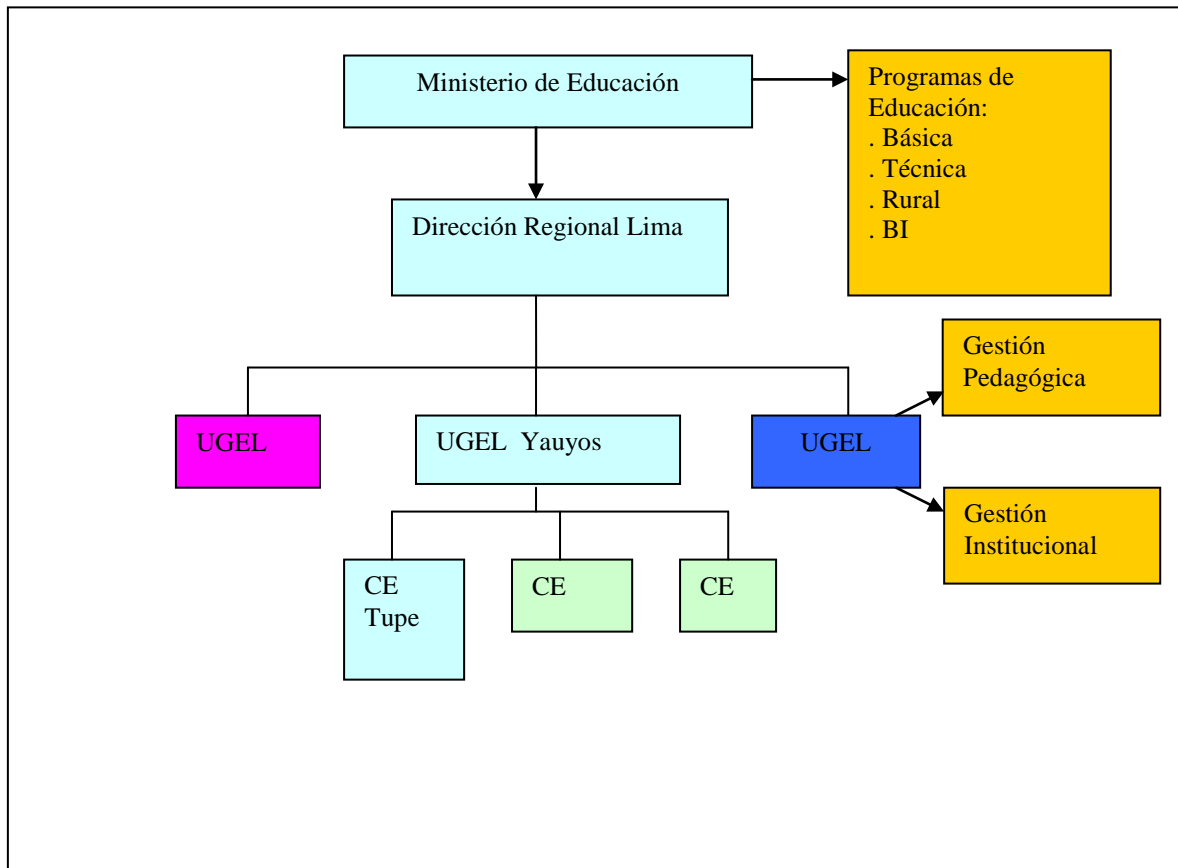 Ministerio de Educación
Programas de
Educación:
. Básica
. Técnica
. Rural
. BI
Dirección Regional Lima
Gestión
Pedagógica
UGEL
UGEL Yauyos
UGEL
Gestión
Institucional
CE
Tupe
CE
CE